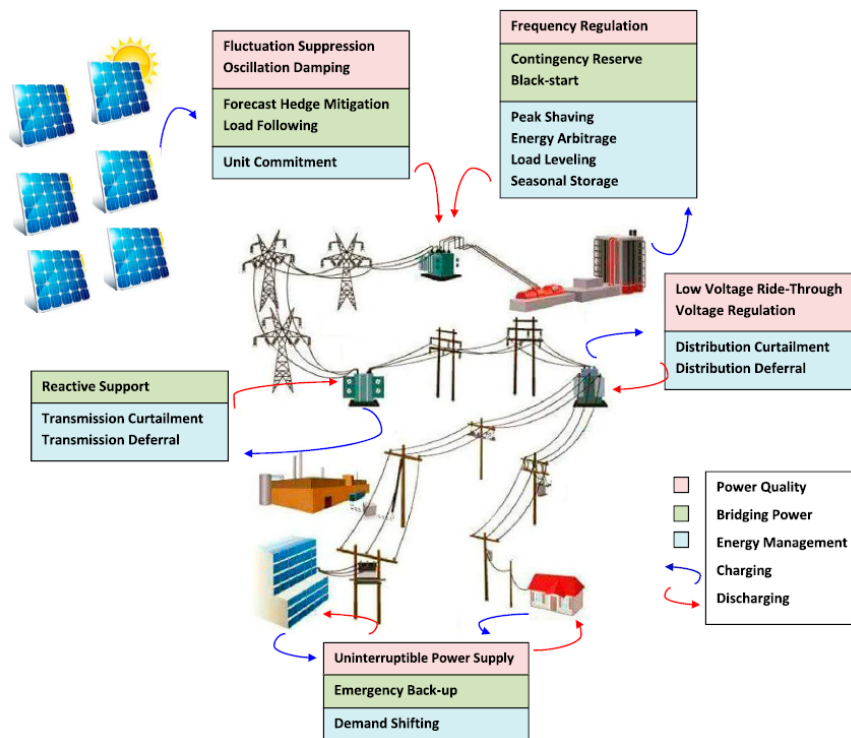 Fluctuation Suppression
Oscillation Damping
Forecast Hedge Mitigation
Load Following
Unit Commitment
Frequency Regulation
Contingency Reserve
Black-start
Peak Shaving
Energy Arbitrage
Load Leveling
Seasonal Storage
Low Voltage Ride-Through
Voltage Regulation
Distribution Curtailment
Distribution Deferral
Reactive Support
Transmission Curtailment
Transmission Deferral
Power Quality
Bridging Power
Energy Management
Charging
Discharging
Uninterruptible Power Supply
Emergency Back-up
Demand Shifting